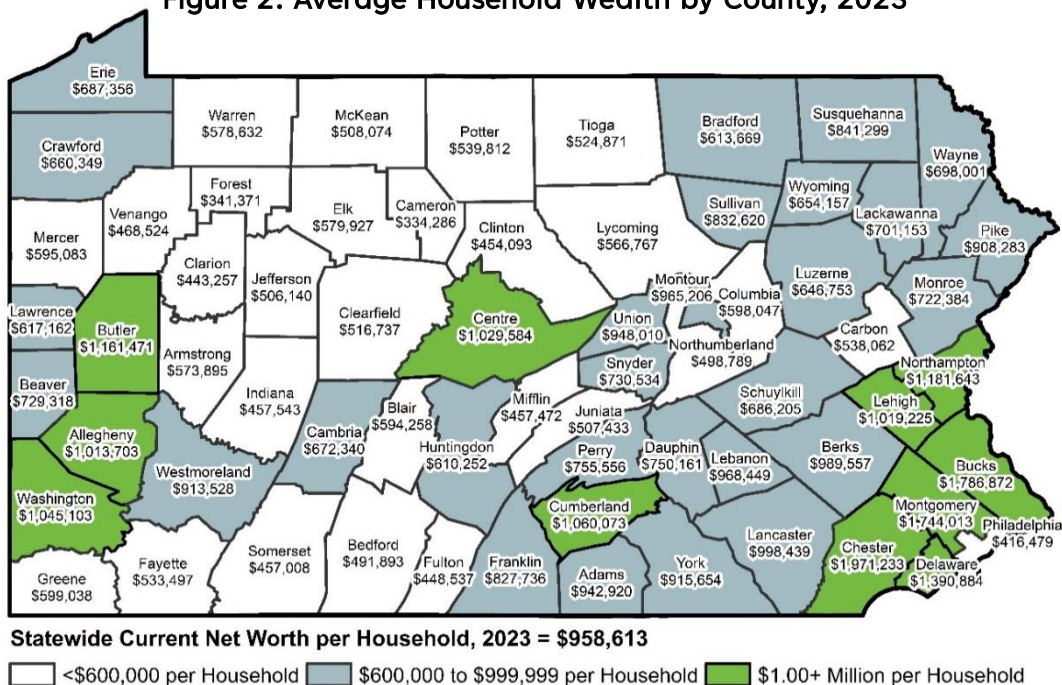 Figure 2. Average Household Wealth by County, 2023
Erie
$687,356
Crawford
$660,349
Warren
$578,632
McKean
$508,074
Potter
$539,812
Tioga
$524,871
Bradford
$613,669
Susquehanna
$841,299
Wayne
$698,001
Forest
$341,371
Elk
$579,927
Cameron
$334,286
Venango
$468,524
Mercer
$595,083
Clinton
$454,093
Lycoming
$566,767
Sullivan
$832,620
Wyoming
$654,157
Lackawanna
$701,153
Pike
$908,283
Clarion
$443,257
Jefferson
$506,140
Clearfield
$516,737
Centre
$1,029,584
Montour
$965,206
Columbia
$598,047
Luzerne
$646,753
Monroe
$722,384
Lawrence
$617,162
Butler
$1,161,471
Armstrong
$573,895
Union
$948,010
Northumberland
$498,789
Carbon
$538,062
Northampton
$1,181,643
Beaver
$729,318
Indiana
$457,543
Snyder
$730,534
Schuylkill
$686,205
Lehigh
$1,019,225
Allegheny
$1,013,703
Cambria
$672,340
Blair
$594,258
Huntingdon
$610,252
Mifflin
$457,472
Juniata
$507,433
Perry
$755,556
Dauphin
$750,161
Lebanon
$968,449
Berks
$989,557
Bucks
$1,786,872
Washington
$1,045,103
Westmoreland
$913,528
Cumberland
$1,060,073
Lancaster
$998,439
Montgomery
$1,744,013
Philadelphia
$416,479
Greene
$599,038
Fayette
$533,497
Somerset
$457,008
Bedford
$491,893
Fulton
$448,537
Franklin
$827,736
Adams
$942,920
York
$915,654
Chester
$1,971,233
Delaware
$1,390,884
Statewide Current Net Worth per Household, 2023 = $958,613
<$600,000 per Household
$600,000 to $999,999 per Household
$1.00+ Million per Household